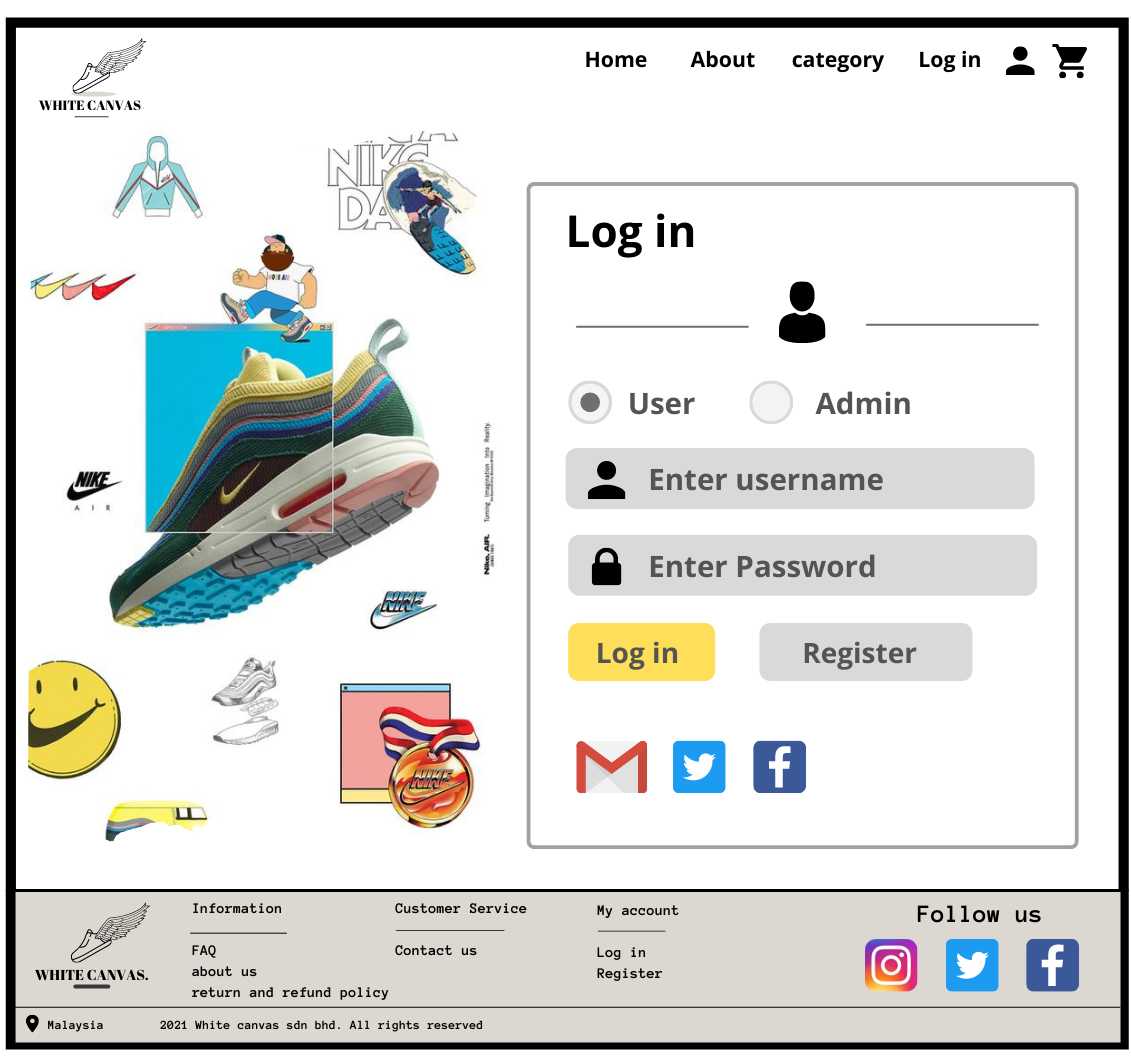 WHITE CANVAS.
Home About category Log in
NIKE
Log in
User Admin
NIKE
AIR
Enter username
Turning Imagination Into Reality.
Nike, AIR.
Enter Password
NIKE
Log in Register
NIKE
WHITE CANVAS.
Information
FAQ
about us
return and refund policy
Customer Service
Contact us
My account
Log in
Register
Follow us
Malaysia
2021 White canvas sdn bhd. All rights reserved